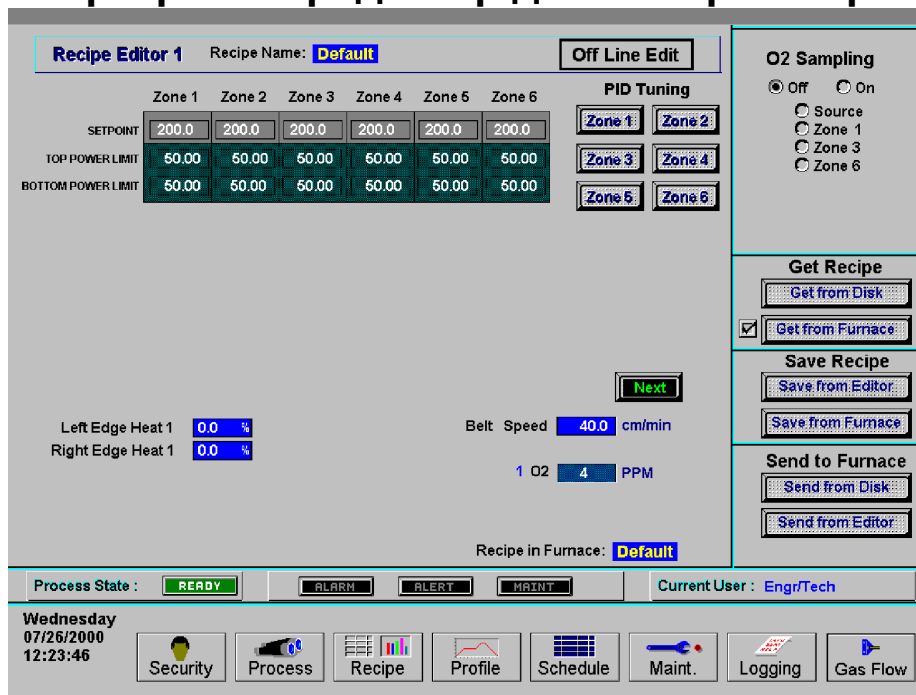 Recipe Editor 1 Recipe Name: Default Off Line Edit
Zone 1 Zone 2 Zone 3 Zone 4 Zone 5 Zone 6
SETPOINT 200.0 200.0 200.0 200.0 200.0 200.0
TOP POWER LIMIT 50.00 50.00 50.00 50.00 50.00 50.00
BOTTOM POWER LIMIT 50.00 50.00 50.00 50.00 50.00 50.00
PID Tuning
Zone 1 Zone 2
Zone 3 Zone 4
Zone 5 Zone 6
Next
Left Edge Heat 1 0.0 %
Right Edge Heat 1 0.0 %
Belt Speed 40.0 cm/min
1 O2 4 PPM
Recipe in Furnace: Default
O2 Sampling
Off On
Source
Zone 1
Zone 3
Zone 6
Get Recipe
Get from Disk
Get from Furnace
Save Recipe
Save from Editor
Save from Furnace
Send to Furnace
Send from Disk
Send from Editor
Process State : READY ALARM ALERT MAINT Current User : Engr/Tech
Wednesday
07/26/2000
12:23:46
Security Process Recipe Profile Schedule Maint. Logging Gas Flow